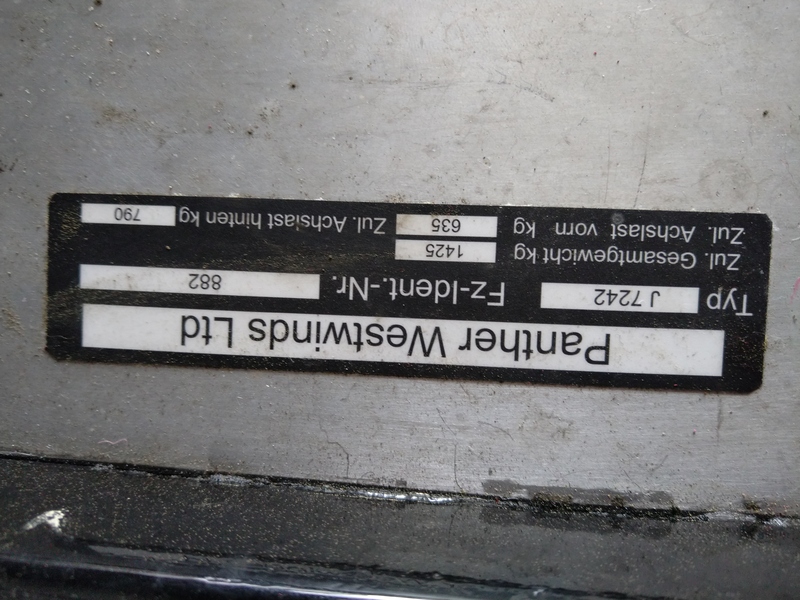 Panther Westwinds Ltd
Typ J 7242 Fz-Ident.-Nr. 882
Zul. Gesamtgewicht kg 1425
Zul. Achslast vorn kg 635 Zul. Achslast hinten kg 790